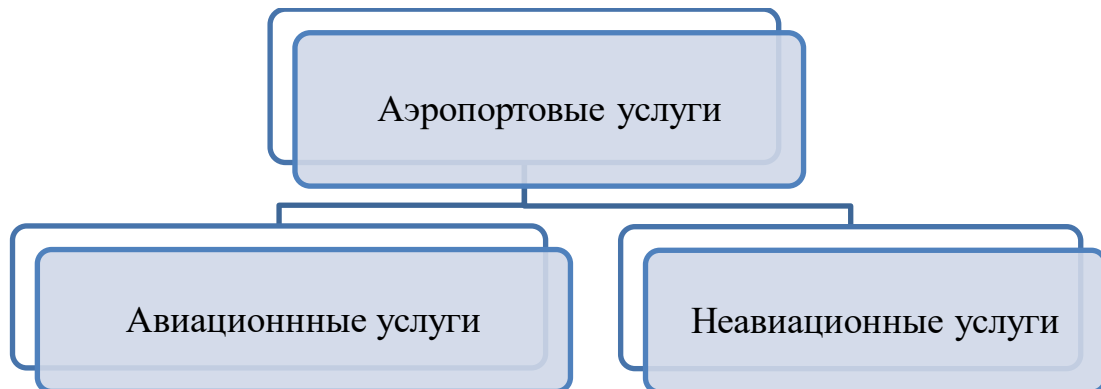 Аэропортовые услуги
Авиационнные услуги
Неавиационные услуги